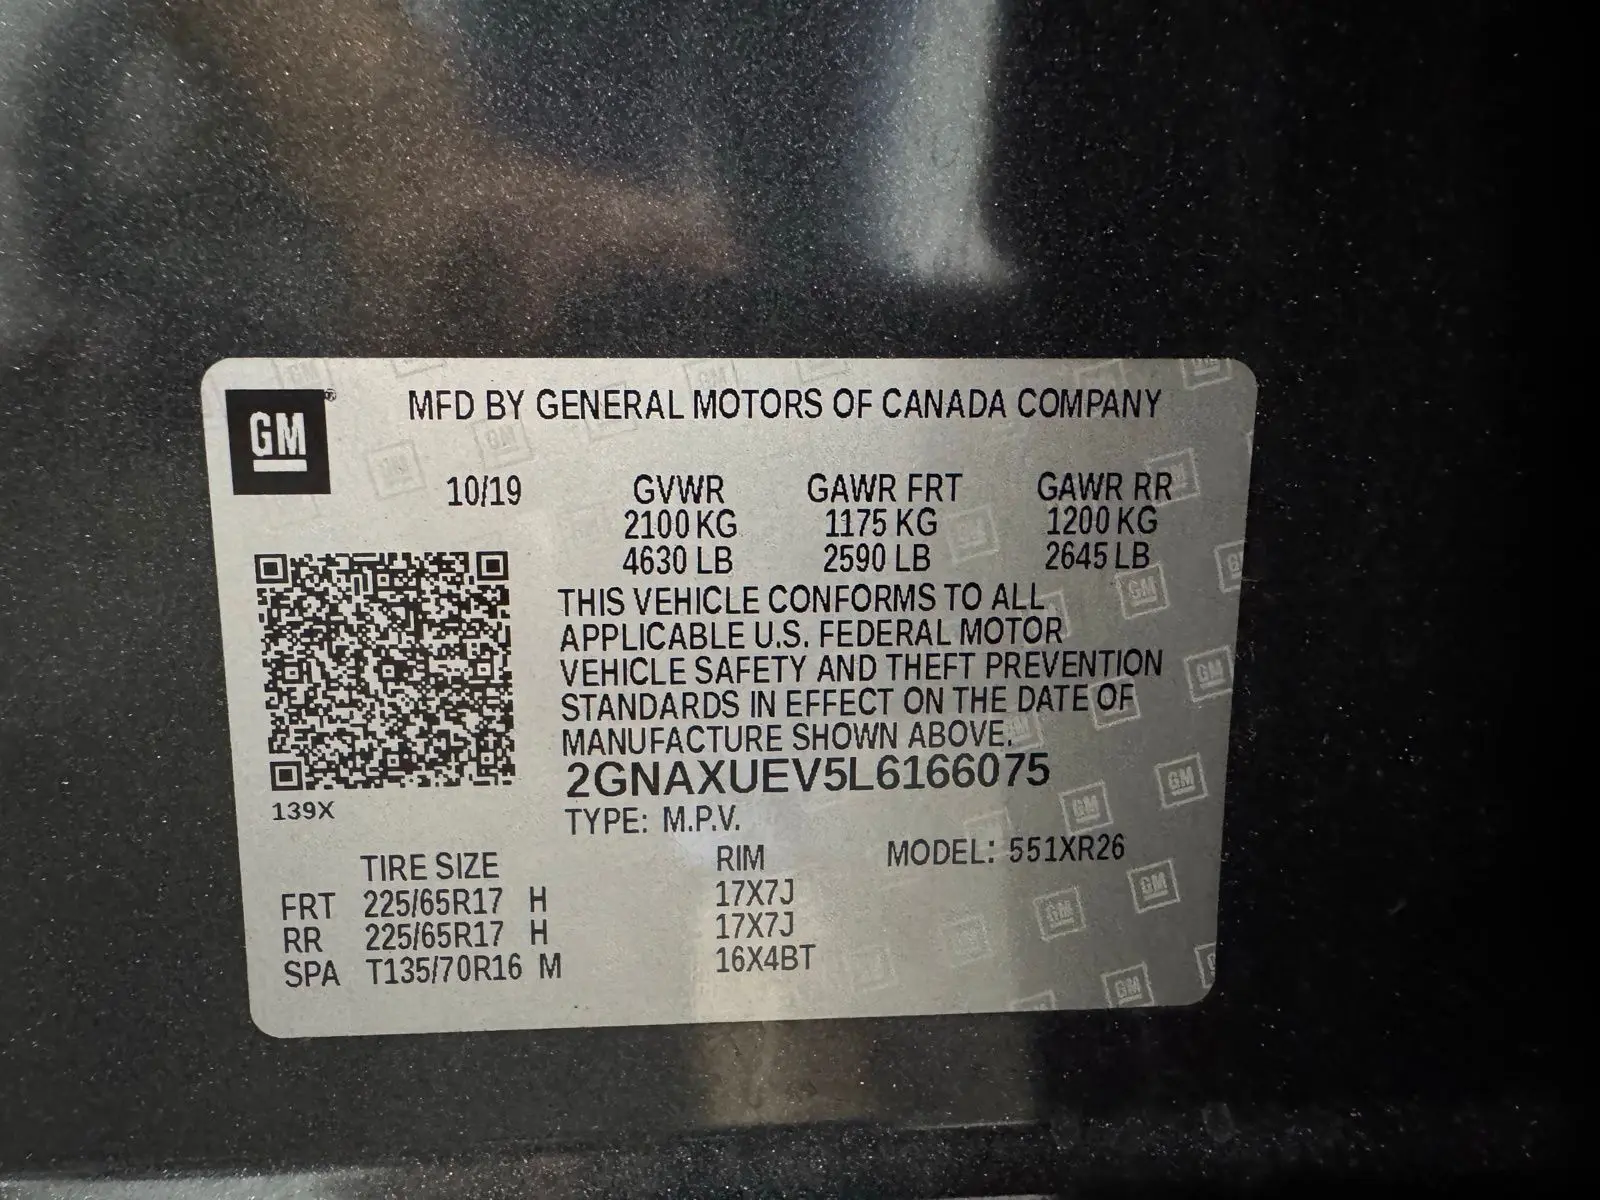 GM
MFD BY GENERAL MOTORS OF CANADA COMPANY
10/19 GVWR GAWR FRT GAWR RR
2100 KG 1175 KG 1200 KG
4630 LB 2590 LB 2645 LB
THIS VEHICLE CONFORMS TO ALL
APPLICABLE U.S. FEDERAL MOTOR
VEHICLE SAFETY AND THEFT PREVENTION
STANDARDS IN EFFECT ON THE DATE OF
MANUFACTURE SHOWN ABOVE.
2GNAXUEV5L6166075
139X
TYPE: M.P.V.
TIRE SIZE RIM MODEL: 551XR26
FRT 225/65R17 H 17X7J
RR 225/65R17 H 17X7J
SPA T135/70R16 M 16X4BT